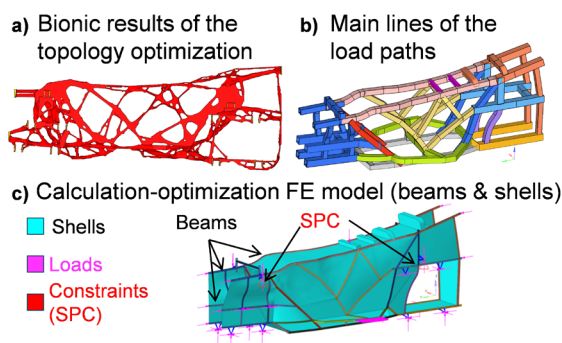 a) Bionic results of the
topology optimization
b) Main lines of the
load paths
c) Calculation-optimization FE model (beams & shells)
Beams
SPC
Shells
Loads
Constraints
(SPC)